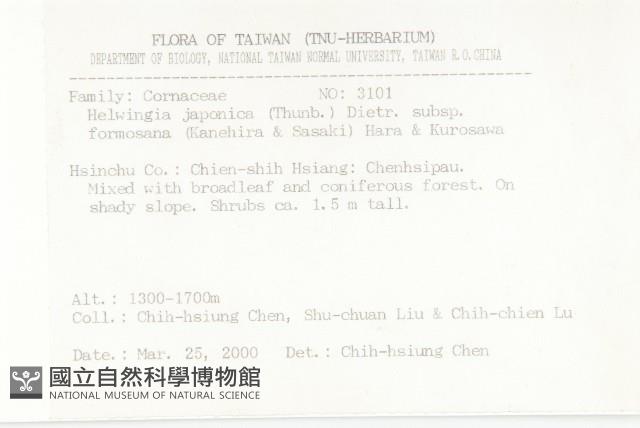 FLORA OF TAIWAN (TNU-HERBARIUM)
DEPARTMENT OF BIOLOGY, NATIONAL TAIWAN NORMAL UNIVERSITY, TAIWAN R.O.CHINA
Family: Cornaceae NO: 3101
Helwingia japonica (Thunb.) Dietr. subsp.
formosana (Kanehira & Sasaki) Hara & Kurosawa
Hsinchu Co.: Chien-shih Hsiang: Chenhsipau.
Mixed with broadleaf and coniferous forest. On
shady slope. Shrubs ca. 1.5 m tall.
Alt.: 1300-1700m
Coll.: Chih-hsiung Chen, Shu-chuan Liu & Chih-chien Lu
Date.: Mar. 25, 2000 Det.: Chih-hsiung Chen
國立自然科學博物館
NATIONAL MUSEUM OF NATURAL SCIENCE